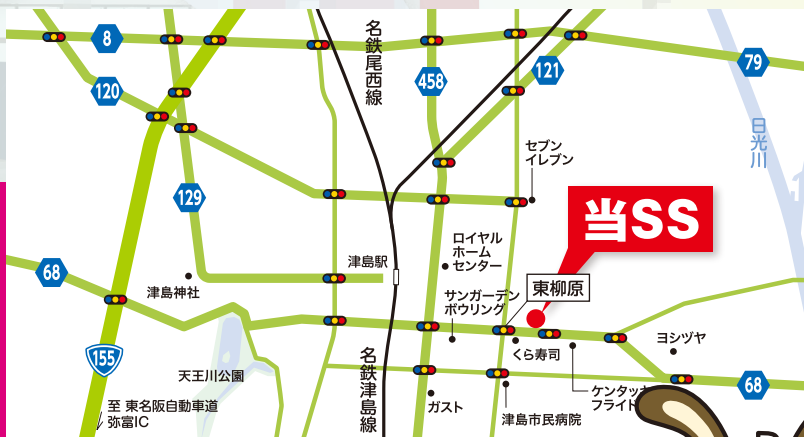 8
名鉄尾西線
458
121
79
120
日光川
セブン
イレブン
129
当SS
ロイヤル
ホーム
センター
津島駅
68
津島神社
東柳原
サンガーデン
ボウリング
くら寿司
ヨシヅヤ
155
名鉄津島線
天王川公園
ケンタッキ
フライド
68
ガスト
津島市民病院
至 東名阪自動車道
弥富IC